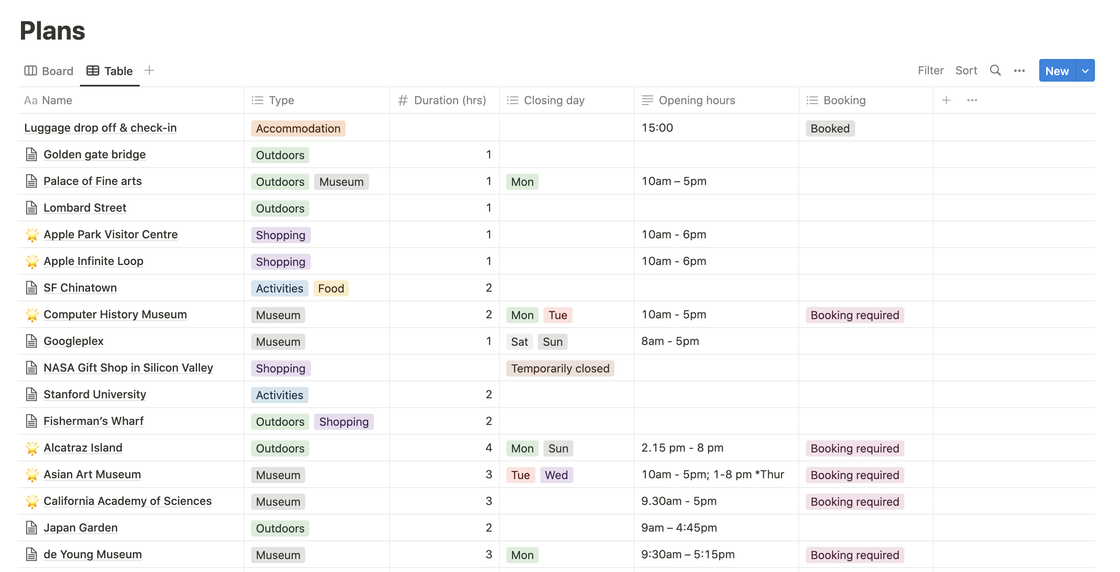 Plans
Board Table Filter Sort New
Aa Name Type # Duration (hrs) Closing day Opening hours Booking
Luggage drop off & check-in Accommodation 15:00 Booked
Golden gate bridge Outdoors 1
Palace of Fine arts Outdoors Museum 1 Mon 10am – 5pm
Lombard Street Outdoors 1
Apple Park Visitor Centre Shopping 1 10am - 6pm
Apple Infinite Loop Shopping 1 10am - 6pm
SF Chinatown Activities Food 2
Computer History Museum Museum 2 Mon Tue 10am - 5pm Booking required
Googleplex Museum 1 Sat Sun 8am - 5pm
NASA Gift Shop in Silicon Valley Shopping Temporarily closed
Stanford University Activities 2
Fisherman’s Wharf Outdoors Shopping 2
Alcatraz Island Outdoors 4 Mon Sun 2.15 pm - 8 pm Booking required
Asian Art Museum Museum 3 Tue Wed 10am - 5pm; 1-8 pm *Thur Booking required
California Academy of Sciences Museum 3 9.30am - 5pm Booking required
Japan Garden Outdoors 2 9am – 4:45pm
de Young Museum Museum 3 Mon 9:30am – 5:15pm Booking required